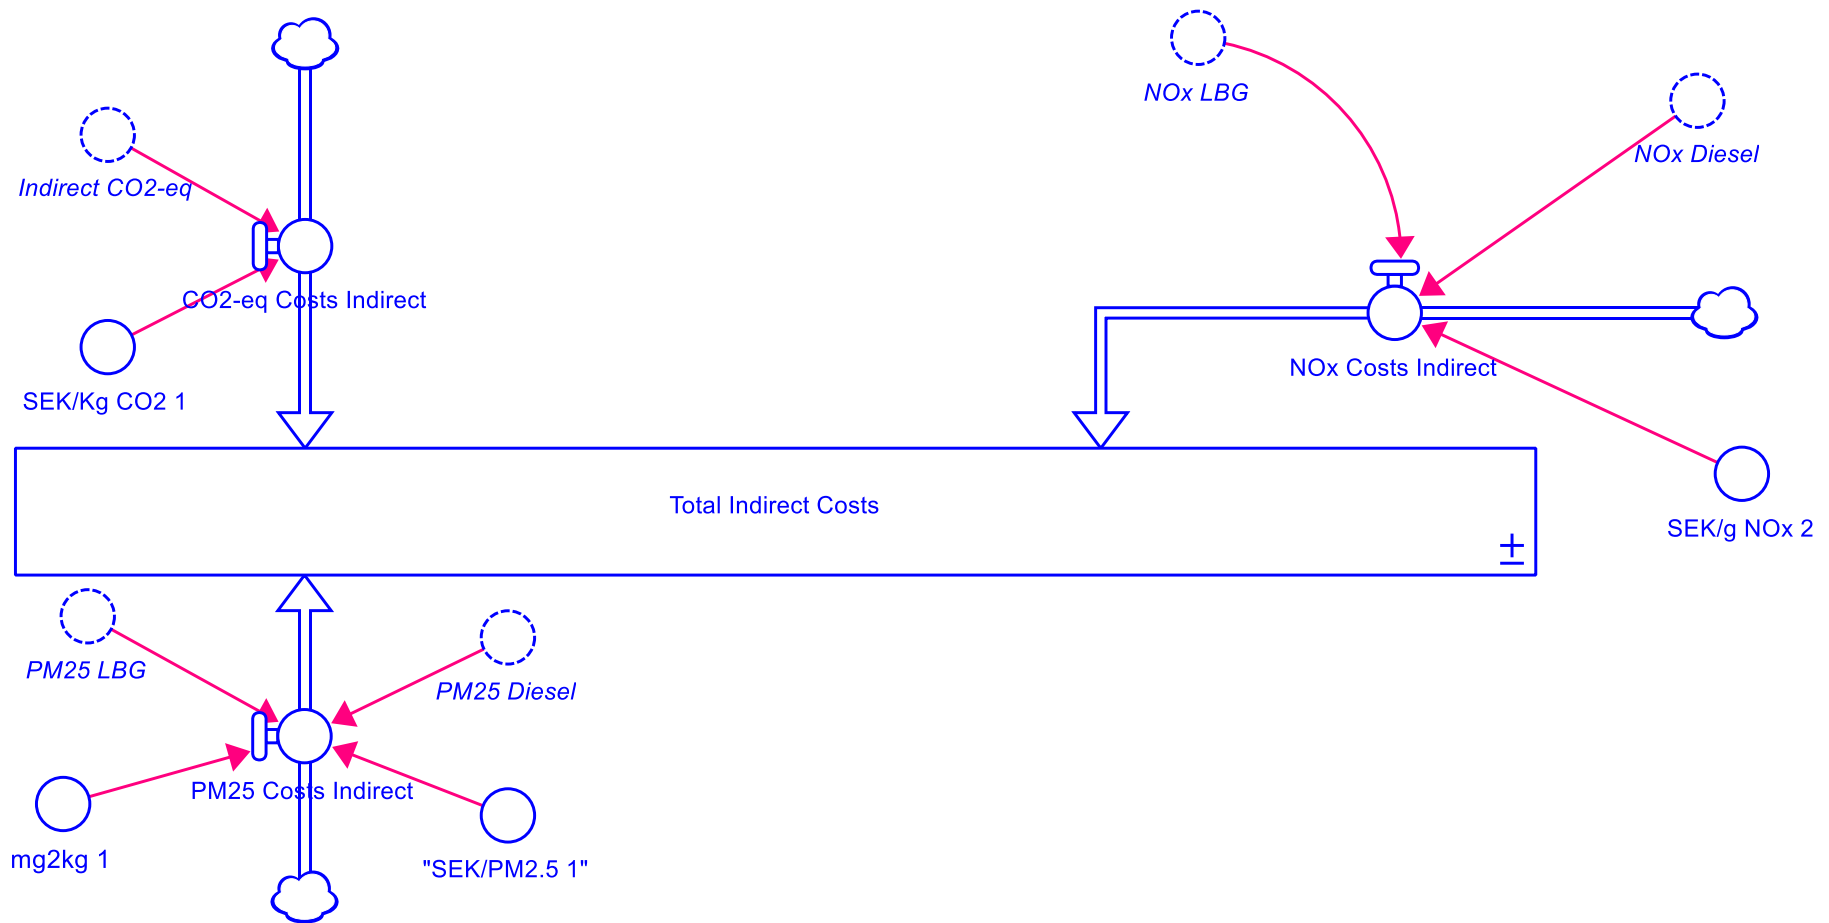 NOx LBG
NOx Diesel
Indirect CO2-eq
CO2-eq Costs Indirect
NOx Costs Indirect
SEK/Kg CO2 1
Total Indirect Costs
SEK/g NOx 2
±
PM25 LBG
PM25 Diesel
PM25 Costs Indirect
mg2kg 1
"SEK/PM2.5 1"